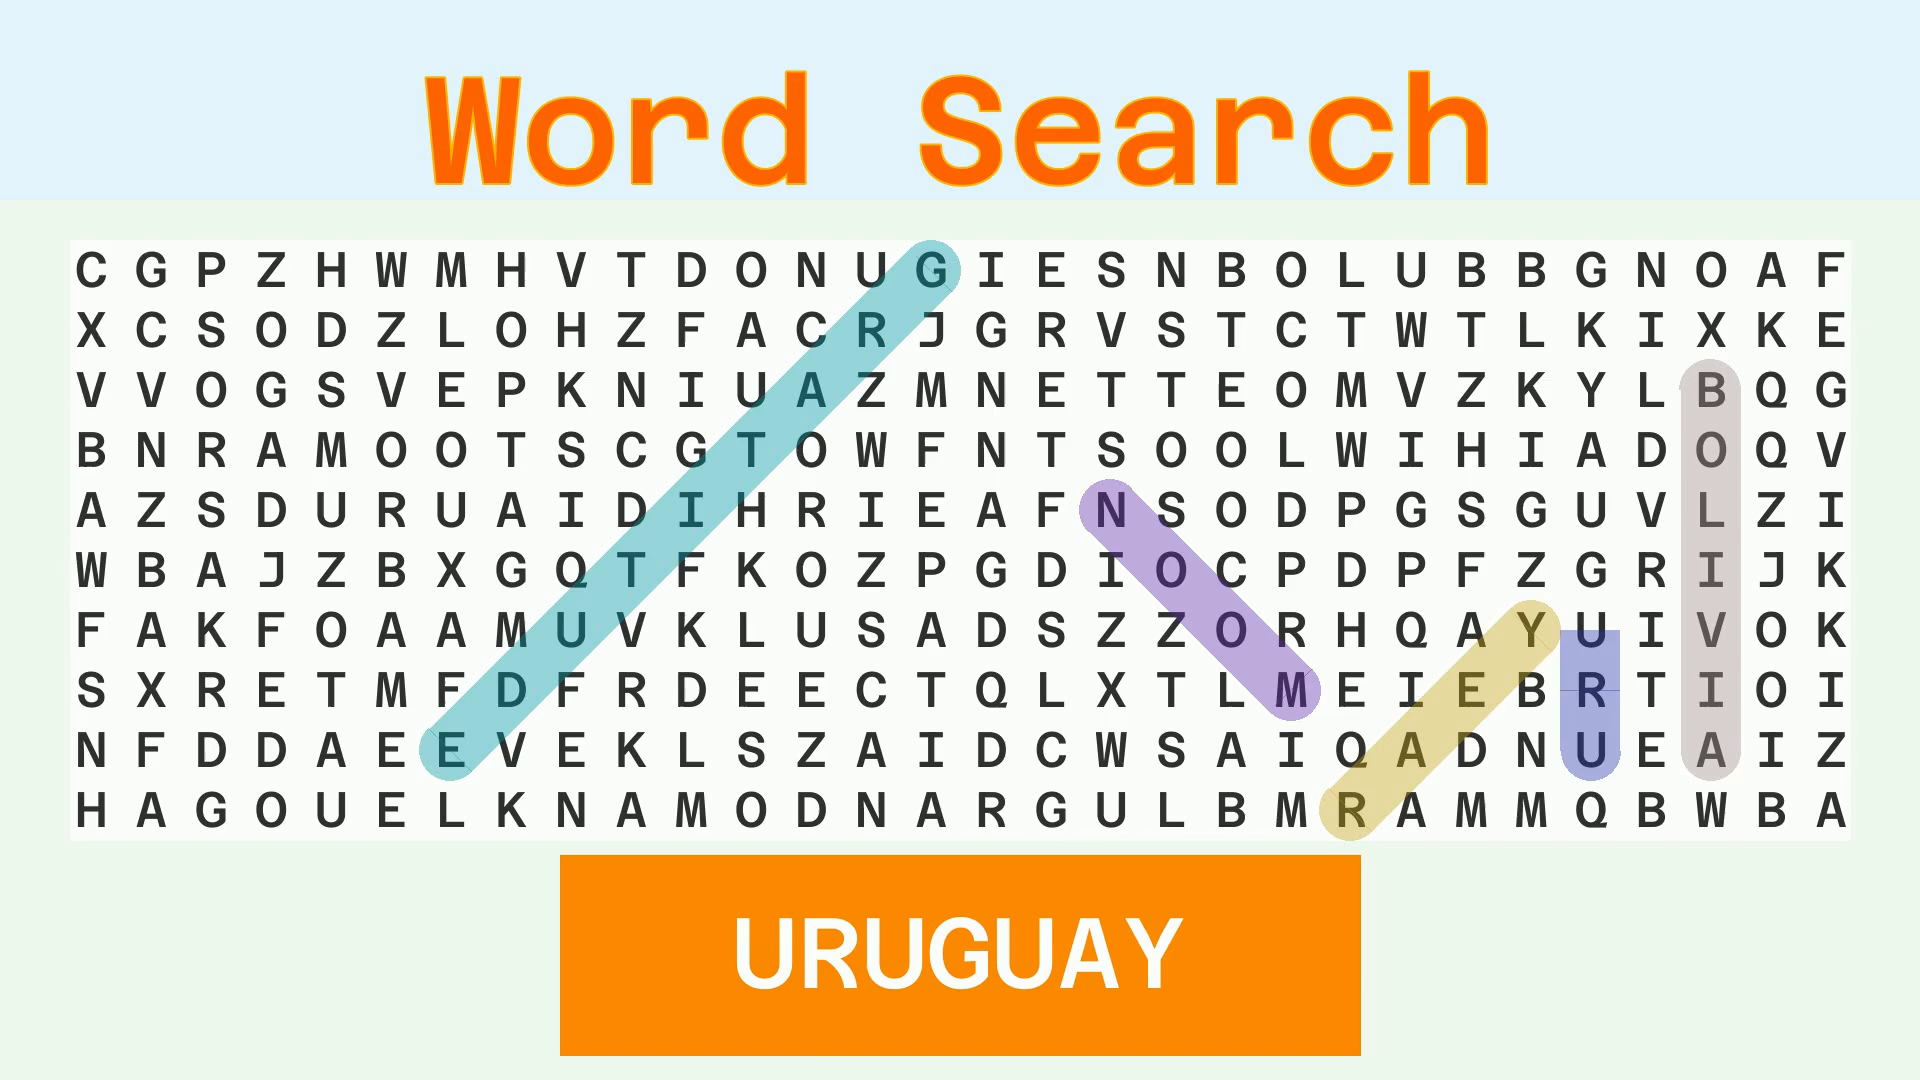 Word Search
C G P Z H W M H V T D O N U G I E S N B O L U B B G N O A F
X C S O D Z L O H Z F A C R J G R V S T C T W T L K I X K E
V V O G S V E P K N I U A Z M N E T T E O M V Z K Y L B Q G
B N R A M O O T S C G T O W F N T S O O L W I H I A D O Q V
A Z S D U R U A I D I H R I E A F N S O D P G S G U V L Z I
W B A J Z B X G Q T F K O Z P G D I O C P D P F Z G R I J K
F A K F O A A M U V K L U S A D S Z Z O R H Q A Y U I V O K
S X R E T M F D F R D E E C T Q L X T L M E I E B R T I O I
N F D D A E E V E K L S Z A I D C W S A I Q A D N U E A I Z
H A G O U E L K N A M O D N A R G U L B M R A M M Q B W B A
URUGUAY